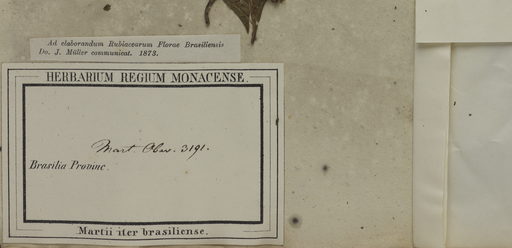 Ad elaborandum Rubiacearum Florae Brasiliensis
Do. J. Müller communicat. 1873.
HERBARIUM REGIUM MONACENSE.
Mart. Obs. 3191.
Brasilia Provinc.
Martii iter brasiliense.